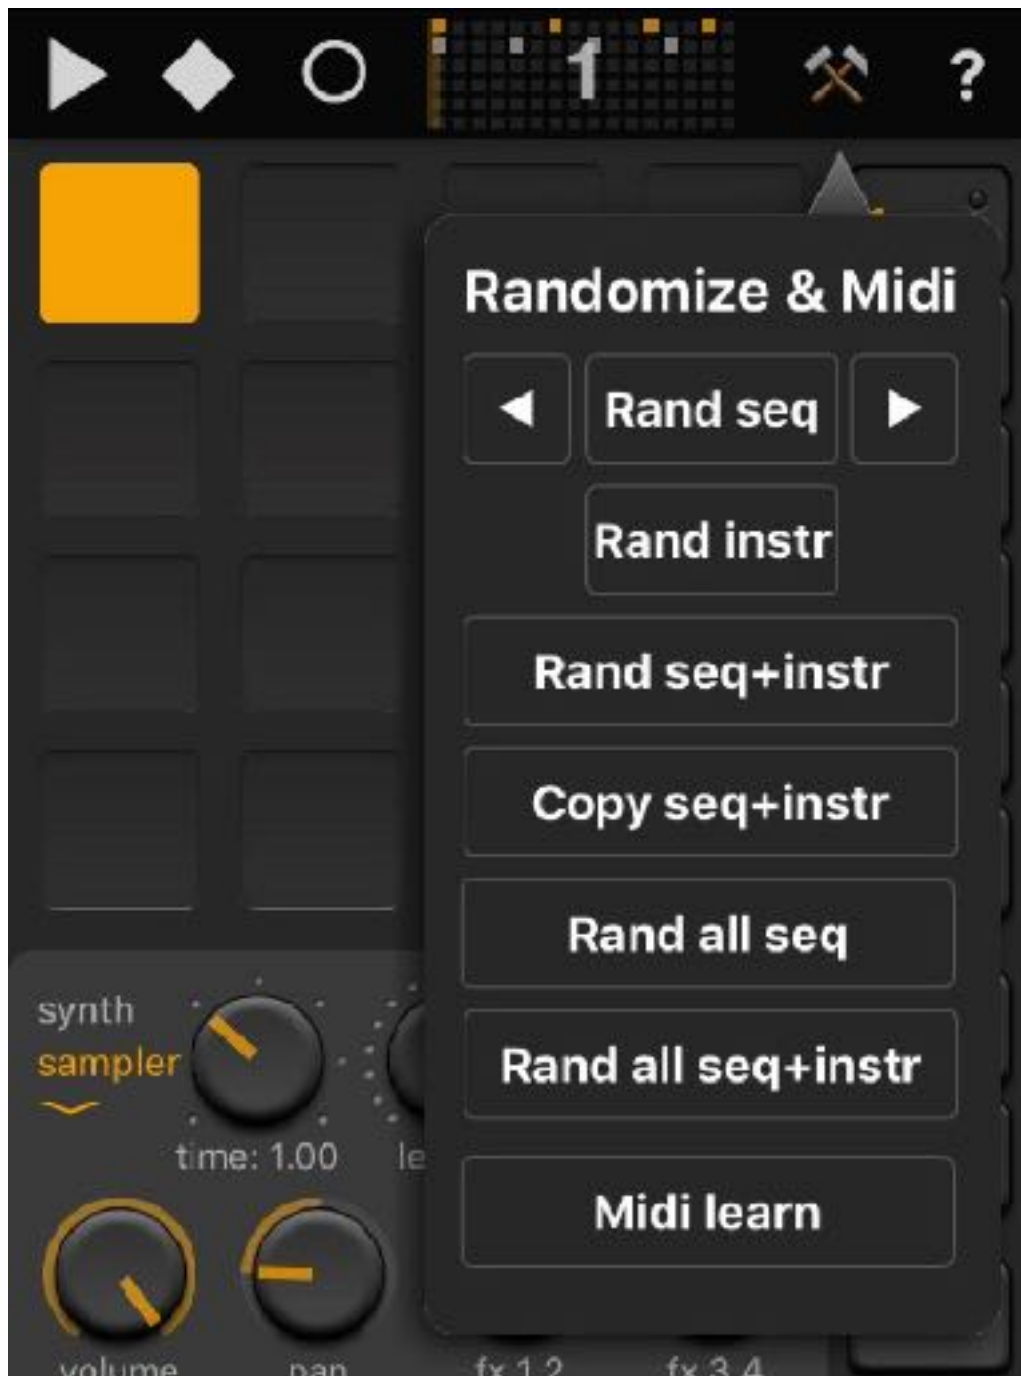 1
?
Randomize & Midi
Rand seq
Rand instr
Rand seq+instr
Copy seq+instr
Rand all seq
Rand all seq+instr
Midi learn
synth
sampler
time: 1.00
le
volume
pan
fx 1,2
fx 3,4